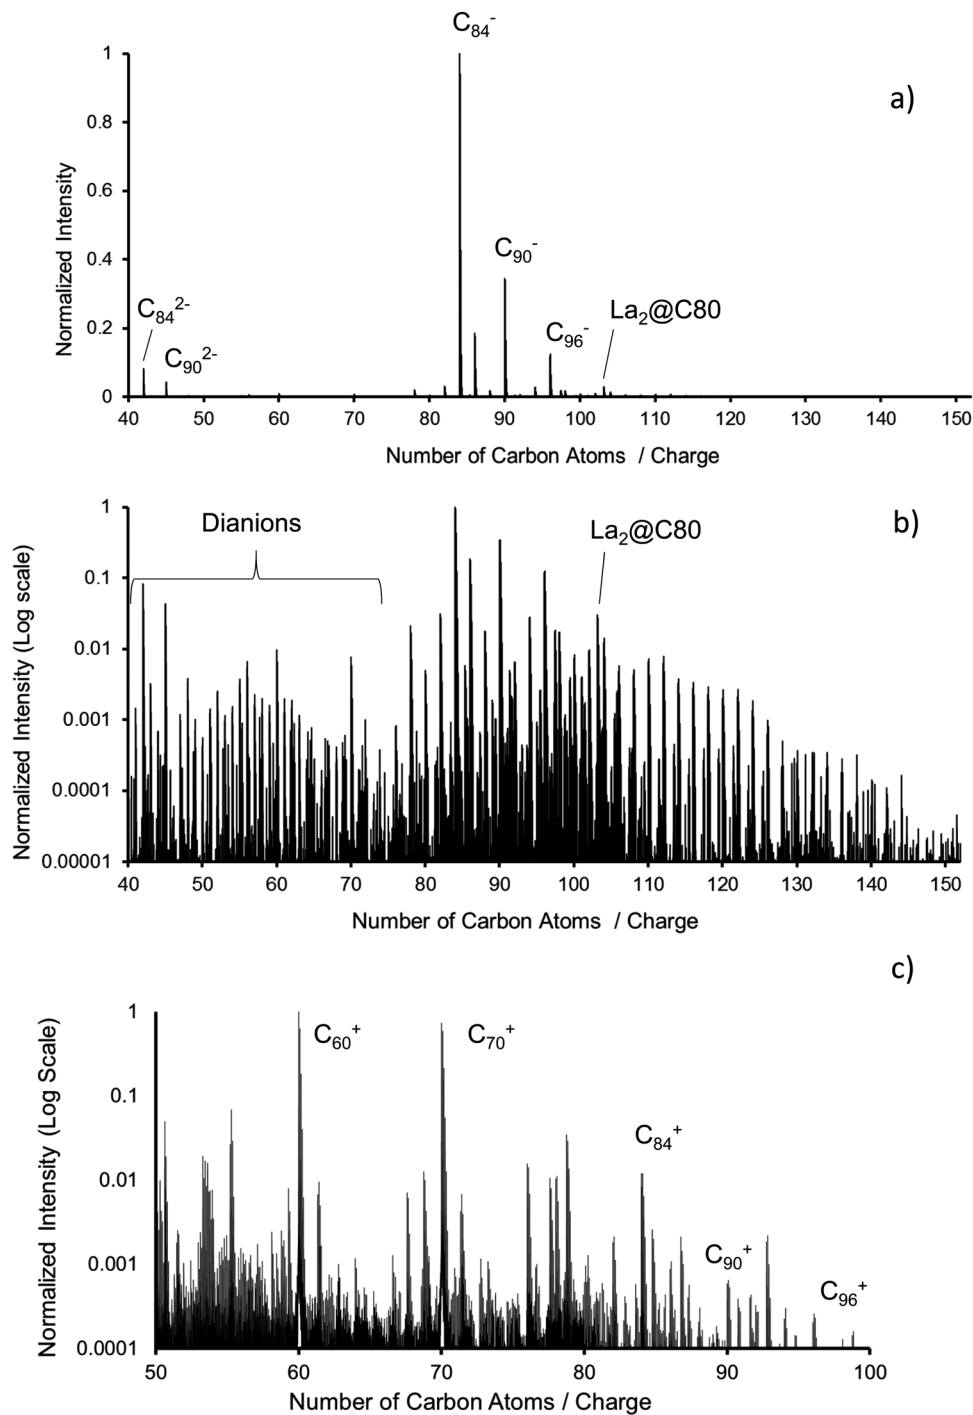 C₈₄⁻
a)
1
0.8
0.6
0.4
0.2
0
Normalized Intensity
C₉₀⁻
C₈₄²⁻
La₂@C80
C₉₆⁻
C₉₀²⁻
40 50 60 70 80 90 100 110 120 130 140 150
Number of Carbon Atoms / Charge
b)
1
0.1
0.01
0.001
0.0001
0.00001
Normalized Intensity (Log scale)
Dianions
La₂@C80
40 50 60 70 80 90 100 110 120 130 140 150
Number of Carbon Atoms / Charge
c)
1
0.1
0.01
0.001
0.0001
Normalized Intensity (Log Scale)
C₆₀⁺
C₇₀⁺
C₈₄⁺
C₉₀⁺
C₉₆⁺
50 60 70 80 90 100
Number of Carbon Atoms / Charge